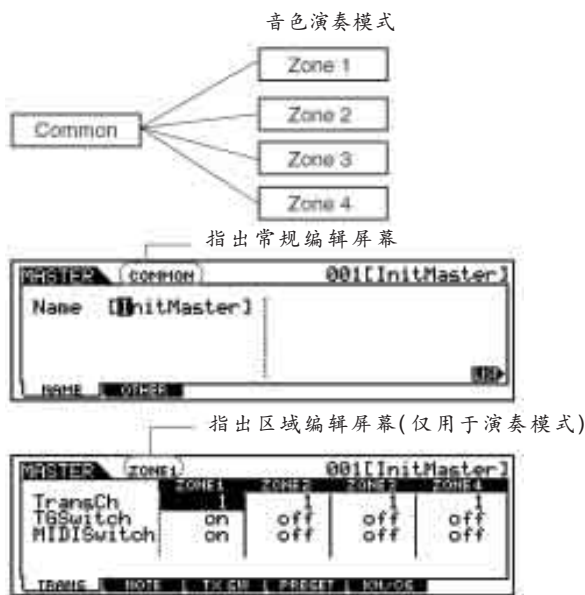 音色演奏模式
Zone 1
Zone 2
Common
Zone 3
Zone 4
指出常规编辑屏幕
MASTER COMMON 001[InitMaster]
Name [InitMaster]
LIST
NAME OTHER
指出区域编辑屏幕(仅用于演奏模式)
MASTER ZONE1 001[InitMaster]
ZONE1 ZONE2 ZONE3 ZONE4
TransCh 1 1 1 1
TGSwitch on off off off
MIDISwitch on off off off
TRANS NOTE TX SW PRESET KN/CS